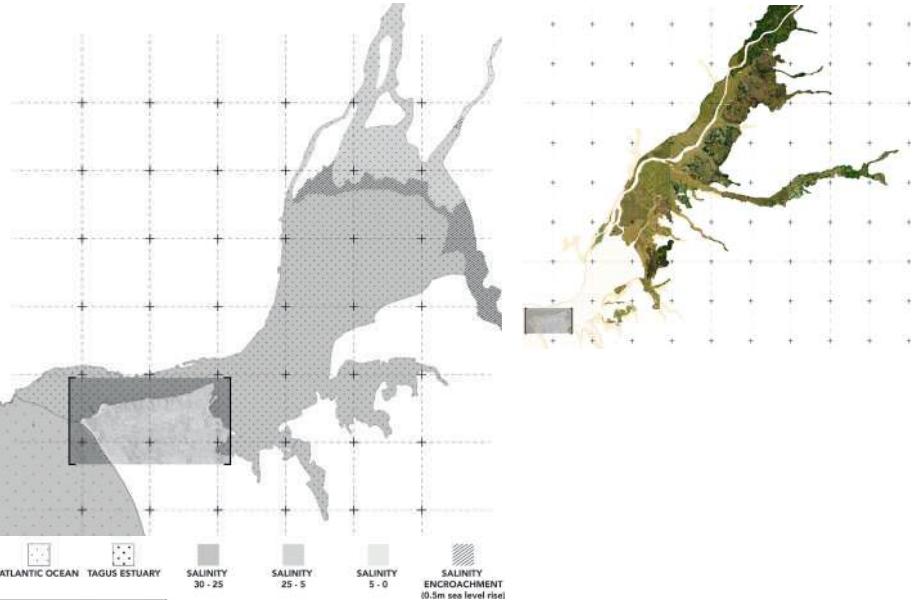 ATLANTIC OCEAN
TAGUS ESTUARY
SALINITY
30 - 25
SALINITY
25 - 5
SALINITY
5 - 0
SALINITY
ENCROACHMENT
(0.5m sea level rise)